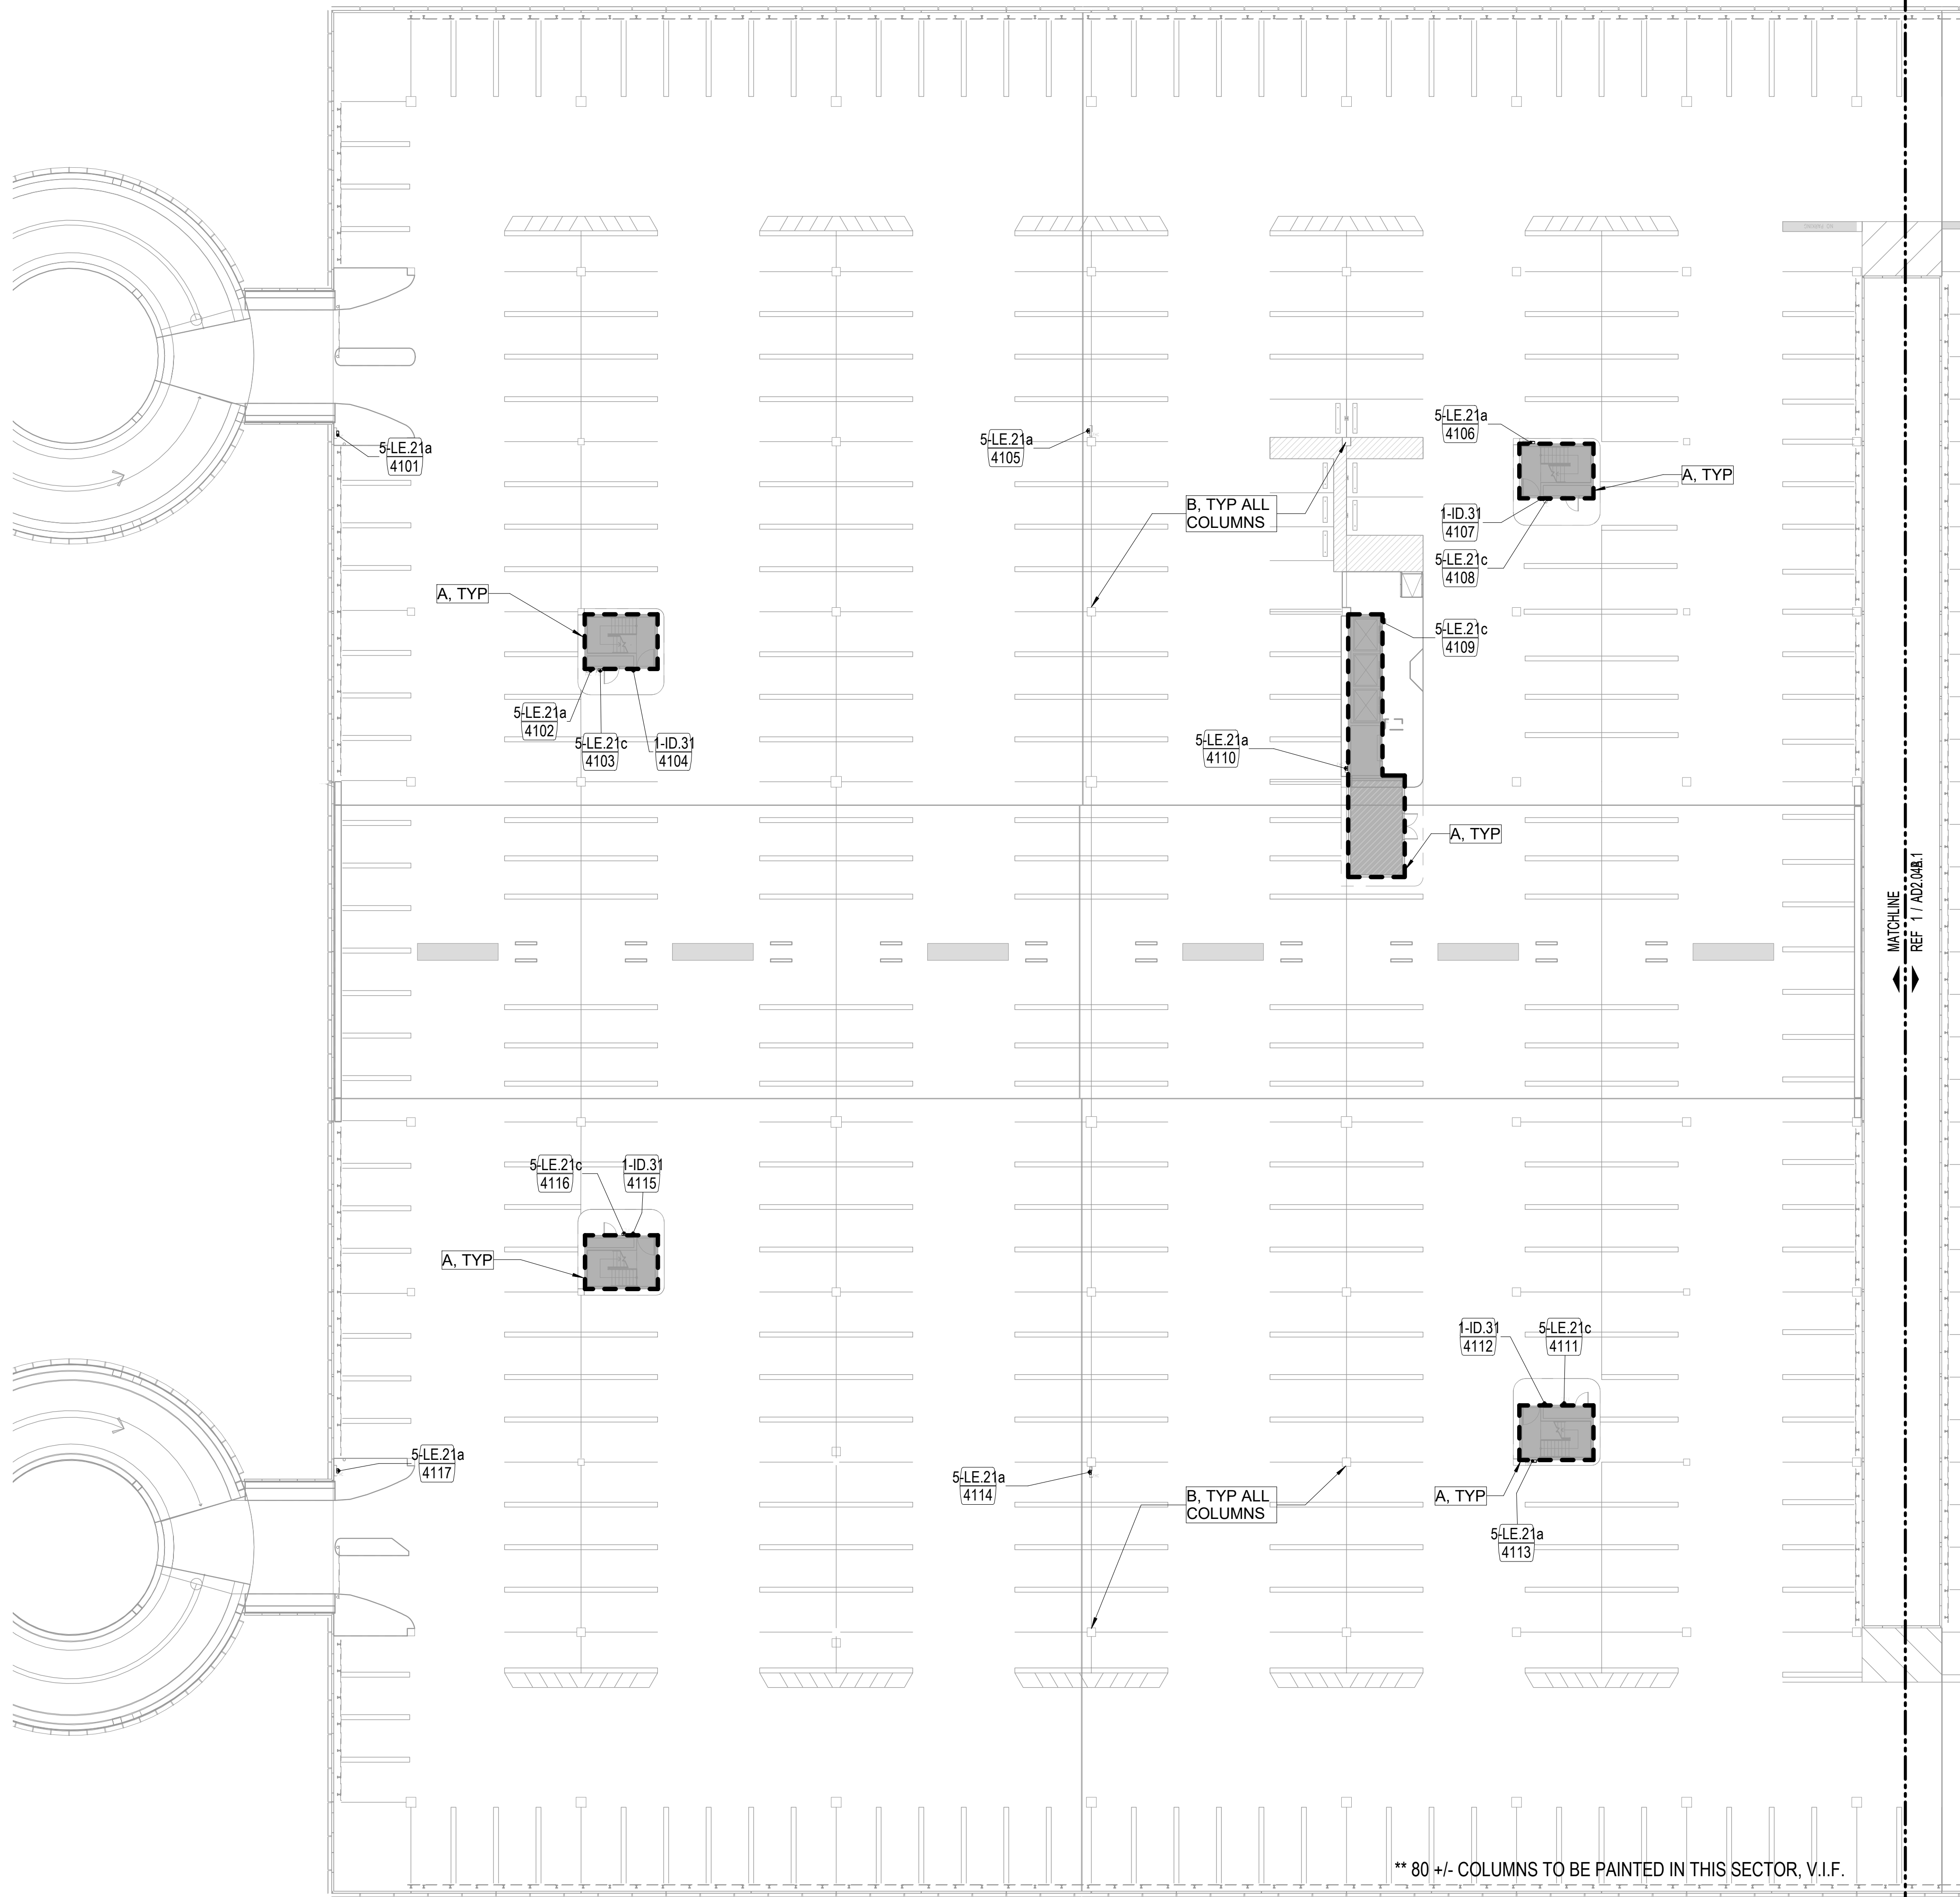 5-LE.21a
4101
5-LE.21a
4105
5-LE.21a
4106
A, TYP
B, TYP ALL
COLUMNS
1-ID.31
4107
5-LE.21c
4108
A, TYP
5-LE.21c
4109
5-LE.21a
4102
5-LE.21c
4103
1-ID.31
4104
5-LE.21a
4110
A, TYP
MATCHLINE
REF 1 /
5-LE.21c
4116
1-ID.31
4115
A, TYP
1-ID.31
4112
5-LE.21c
4111
5-LE.21a
4117
5-LE.21a
4114
B, TYP ALL
COLUMNS
A, TYP
5-LE.21a
4113
** 80 +/- COLUMNS TO BE PAINTED IN THIS SECTOR, V.I.F.